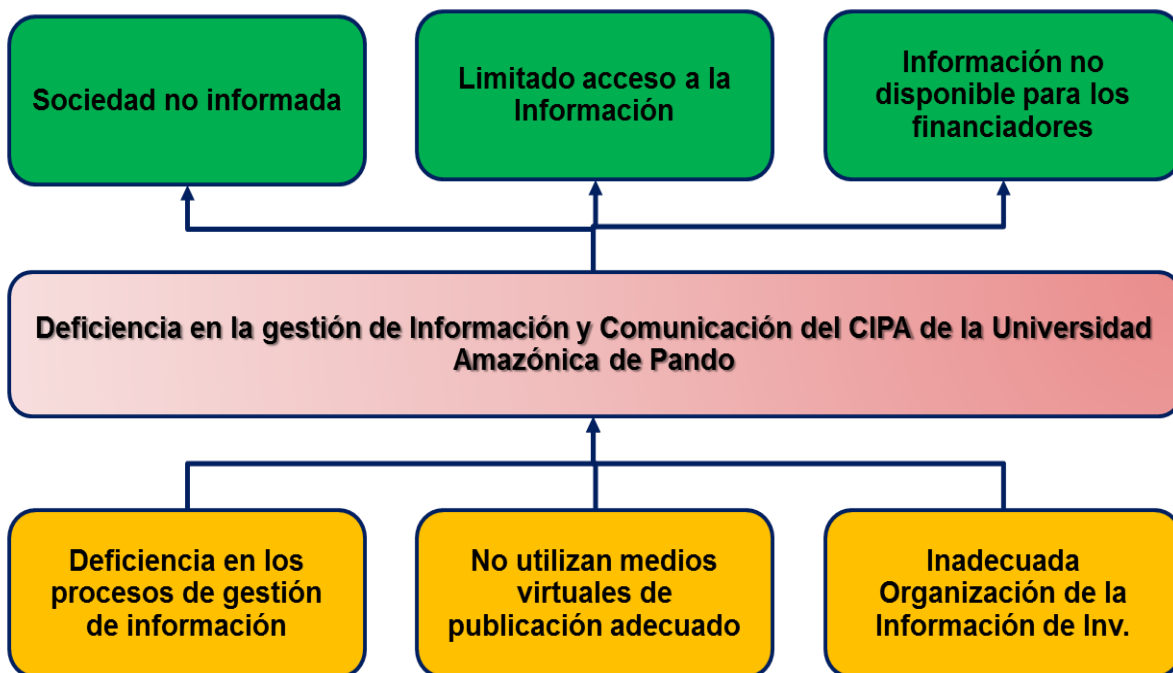 Sociedad no informada
Limitado acceso a la
Información
Información no
disponible para los
financiadores
Deficiencia en la gestión de Información y Comunicación del CIPA de la Universidad
Amazónica de Pando
Deficiencia en los
procesos de gestión
de información
No utilizan medios
virtuales de
publicación adecuado
Inadecuada
Organización de la
Información de Inv.